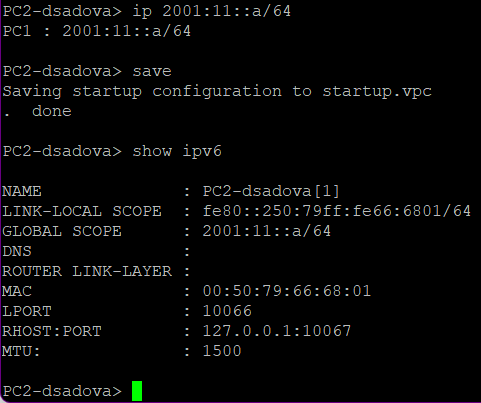 PC2-dsadova> ip 2001:11::a/64
PC1 : 2001:11::a/64
PC2-dsadova> save
Saving startup configuration to startup.vpc
.  done
PC2-dsadova> show ipv6
NAME              : PC2-dsadova[1]
LINK-LOCAL SCOPE  : fe80::250:79ff:fe66:6801/64
GLOBAL SCOPE      : 2001:11::a/64
DNS               :
ROUTER LINK-LAYER :
MAC               : 00:50:79:66:68:01
LPORT             : 10066
RHOST:PORT        : 127.0.0.1:10067
MTU:              : 1500
PC2-dsadova>